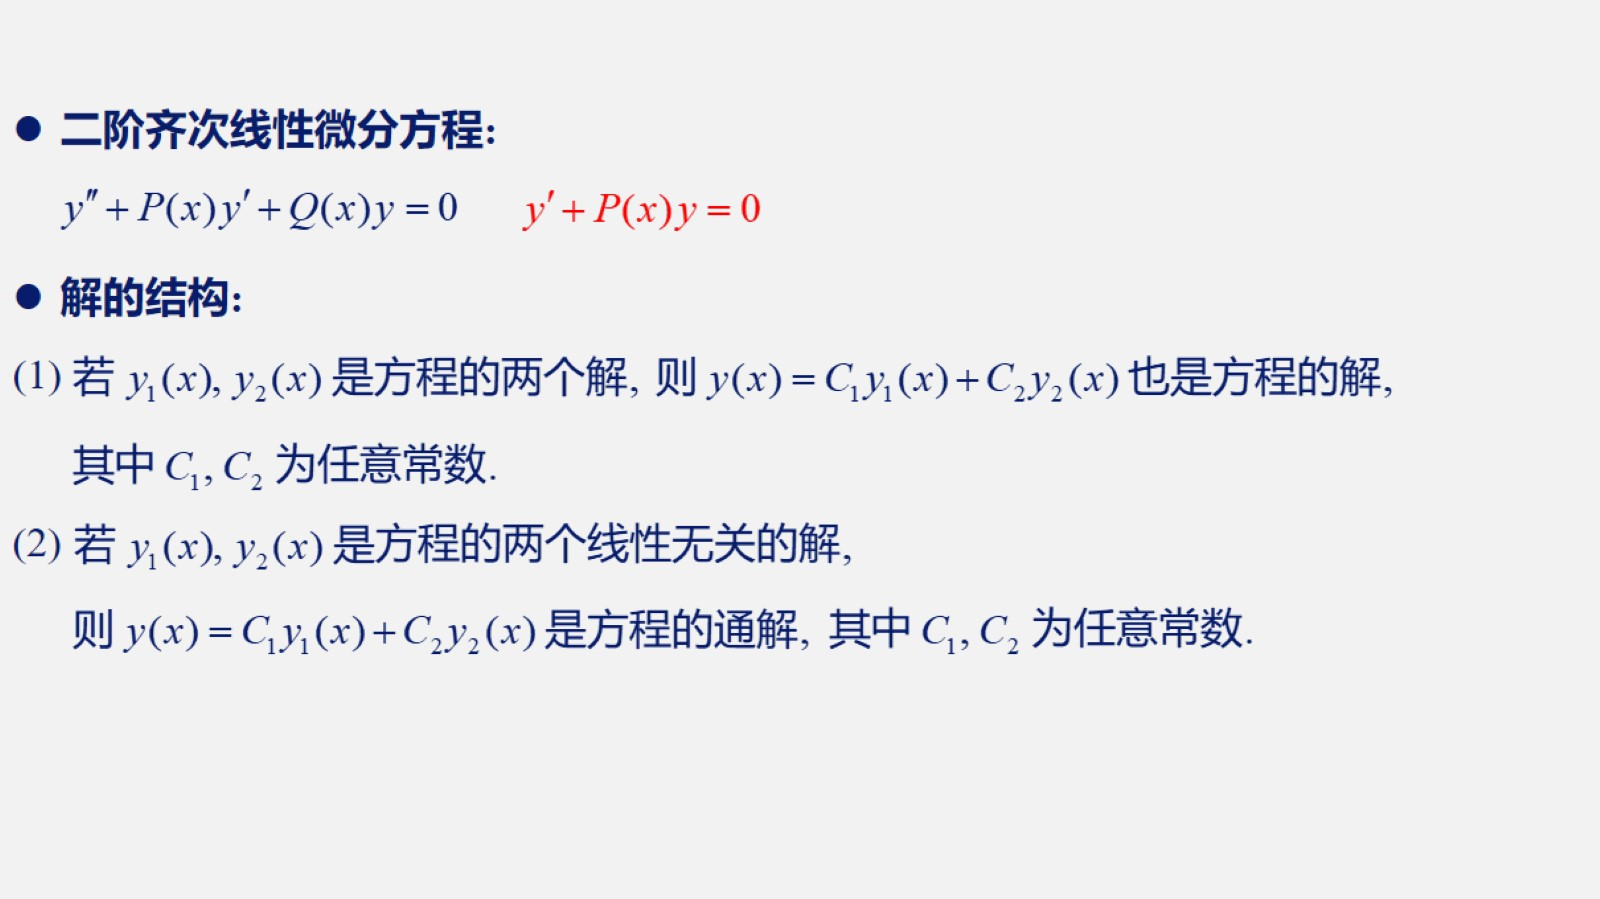 ● 二阶齐次线性微分方程:
y″ + P(x)y′ + Q(x)y = 0 y′ + P(x)y = 0
● 解的结构:
(1) 若 y₁(x), y₂(x) 是方程的两个解, 则 y(x) = C₁y₁(x) + C₂y₂(x) 也是方程的解,
其中 C₁, C₂ 为任意常数.
(2) 若 y₁(x), y₂(x) 是方程的两个线性无关的解,
则 y(x) = C₁y₁(x) + C₂y₂(x) 是方程的通解, 其中 C₁, C₂ 为任意常数.